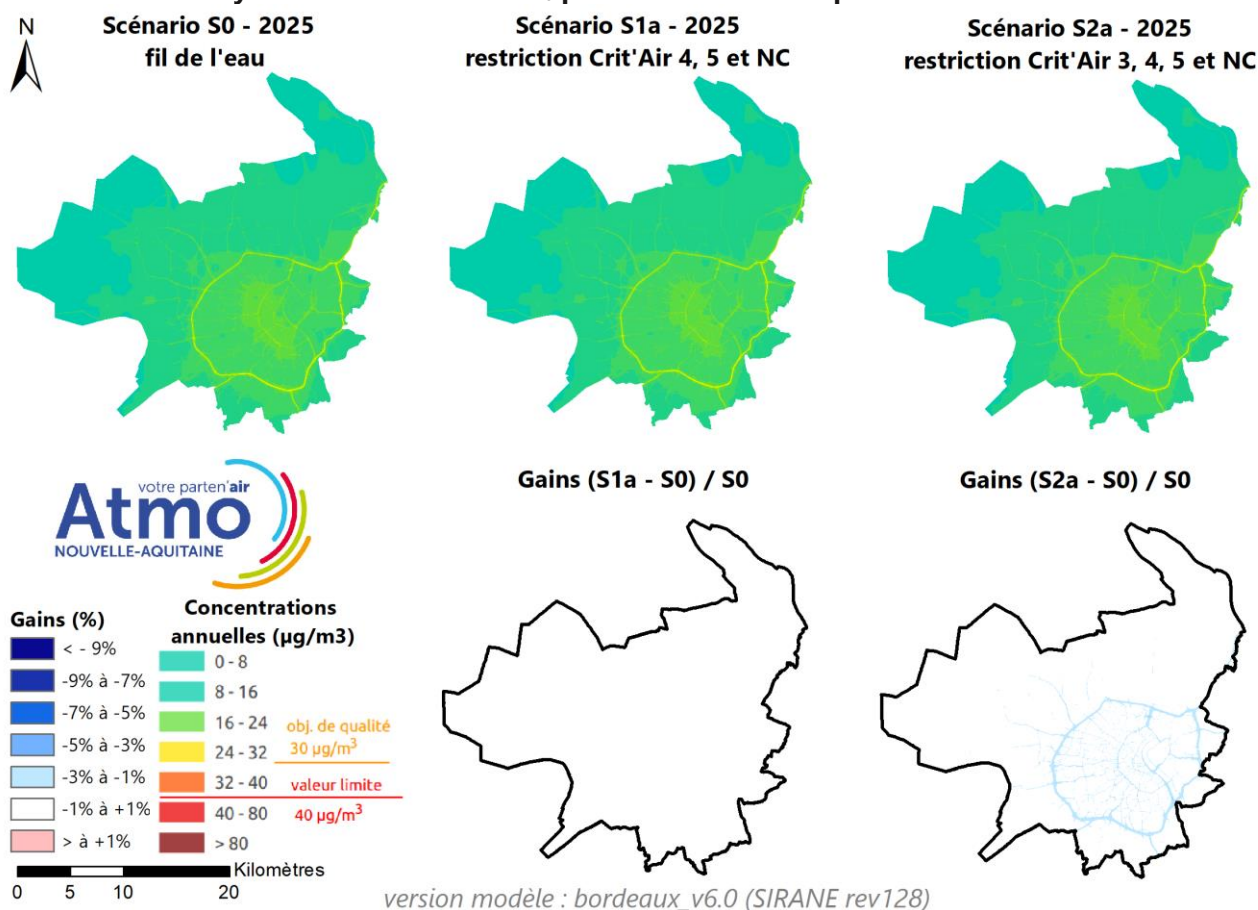 Scénario S0 - 2025
fil de l'eau
Scénario S1a - 2025
restriction Crit'Air 4, 5 et NC
Scénario S2a - 2025
restriction Crit'Air 3, 4, 5 et NC
N
votre parten'air
Atmo
NOUVELLE-AQUITAINE
Gains (S1a - S0) / S0
Gains (S2a - S0) / S0
Gains (%)
< - 9%
-9% à -7%
-7% à -5%
-5% à -3%
-3% à -1%
-1% à +1%
> à +1%
Concentrations
annuelles (µg/m3)
0 - 8
8 - 16
16 - 24
24 - 32
32 - 40
40 - 80
> 80
obj. de qualité
30 µg/m³
valeur limite
40 µg/m³
Kilomètres
0 5 10 20
version modèle : bordeaux_v6.0 (SIRANE rev128)